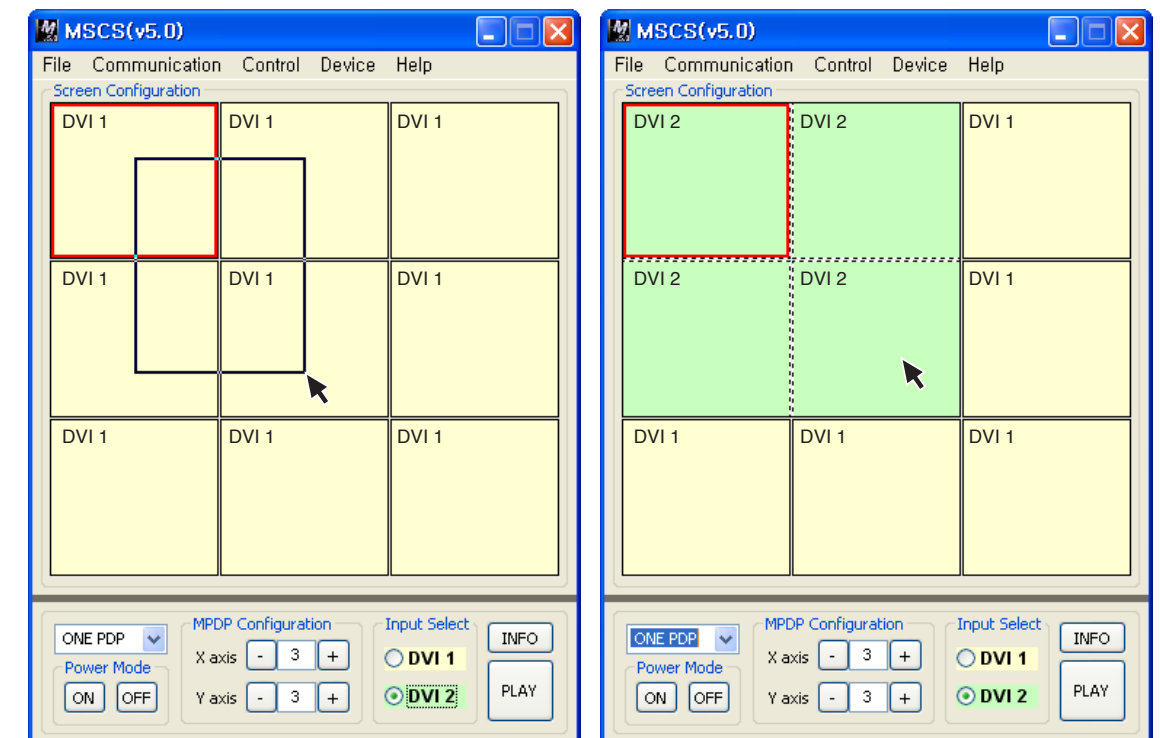 MSCS(v5.0)
File Communication Control Device Help
Screen Configuration
DVI 1 DVI 1 DVI 1
DVI 1 DVI 1 DVI 1
DVI 1 DVI 1 DVI 1
MPDP Configuration Input Select
ONE PDP INFO
X axis - 3 + DVI 1
Power Mode
ON OFF Y axis - 3 + DVI 2 PLAY
MSCS(v5.0)
File Communication Control Device Help
Screen Configuration
DVI 2 DVI 2 DVI 1
DVI 2 DVI 2 DVI 1
DVI 1 DVI 1 DVI 1
MPDP Configuration Input Select
ONE PDP INFO
X axis - 3 + DVI 1
Power Mode
ON OFF Y axis - 3 + DVI 2 PLAY